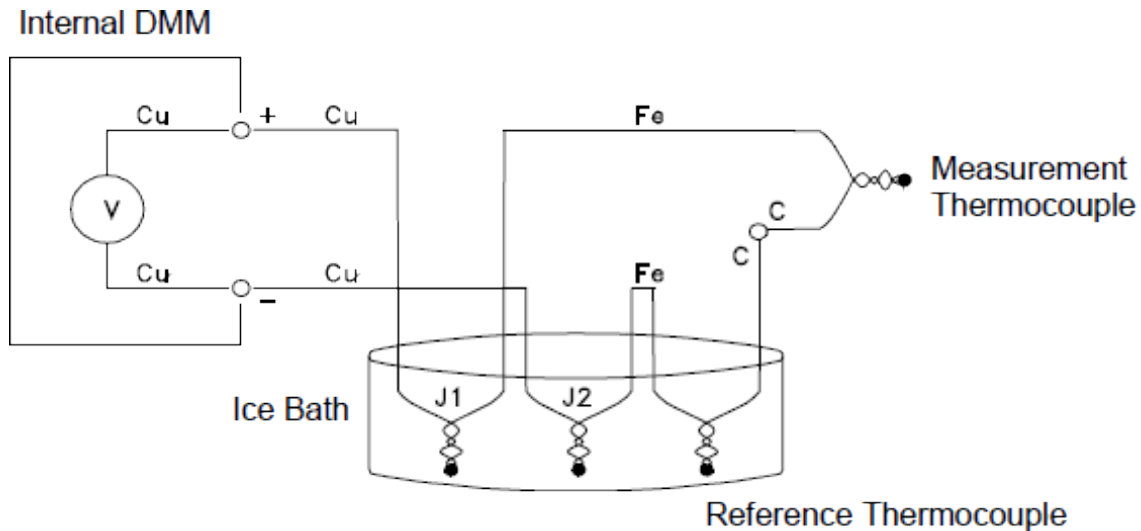 Internal DMM
Cu + Cu Fe
V
Measurement
Thermocouple
C
C
Cu - Cu Fe
J1 J2
Ice Bath
Reference Thermocouple